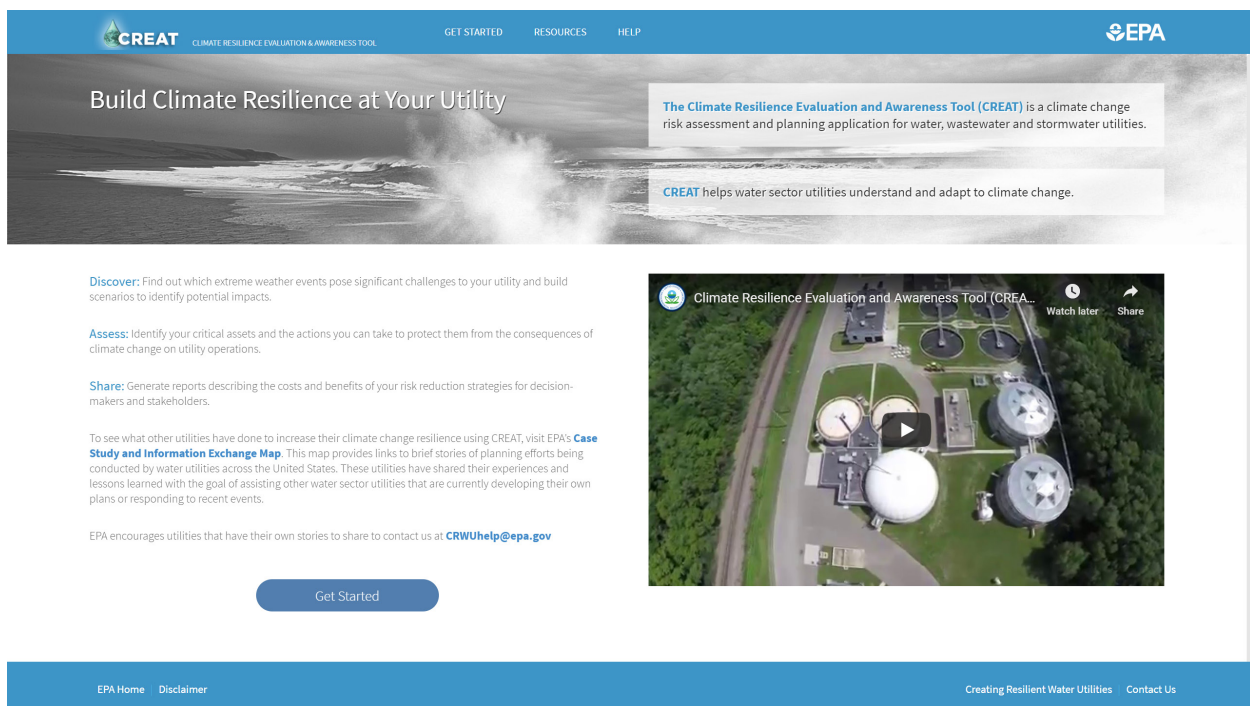 CREAT
CLIMATE RESILIENCE EVALUATION & AWARENESS TOOL
GET STARTED
RESOURCES
HELP
EPA
Build Climate Resilience at Your Utility
The Climate Resilience Evaluation and Awareness Tool (CREAT) is a climate change
risk assessment and planning application for water, wastewater and stormwater utilities.
CREAT helps water sector utilities understand and adapt to climate change.
Discover: Find out which extreme weather events pose significant challenges to your utility and build
scenarios to identify potential impacts.
Assess: Identify your critical assets and the actions you can take to protect them from the consequences of
climate change on utility operations.
Share: Generate reports describing the costs and benefits of your risk reduction strategies for decision-
makers and stakeholders.
To see what other utilities have done to increase their climate change resilience using CREAT, visit EPA's Case
Study and Information Exchange Map. This map provides links to brief stories of planning efforts being
conducted by water utilities across the United States. These utilities have shared their experiences and
lessons learned with the goal of assisting other water sector utilities that are currently developing their own
plans or responding to recent events.
EPA encourages utilities that have their own stories to share to contact us at CRWUhelp@epa.gov
Get Started
Climate Resilience Evaluation and Awareness Tool (CREA...
Watch later
Share
EPA Home | Disclaimer
Creating Resilient Water Utilities | Contact Us